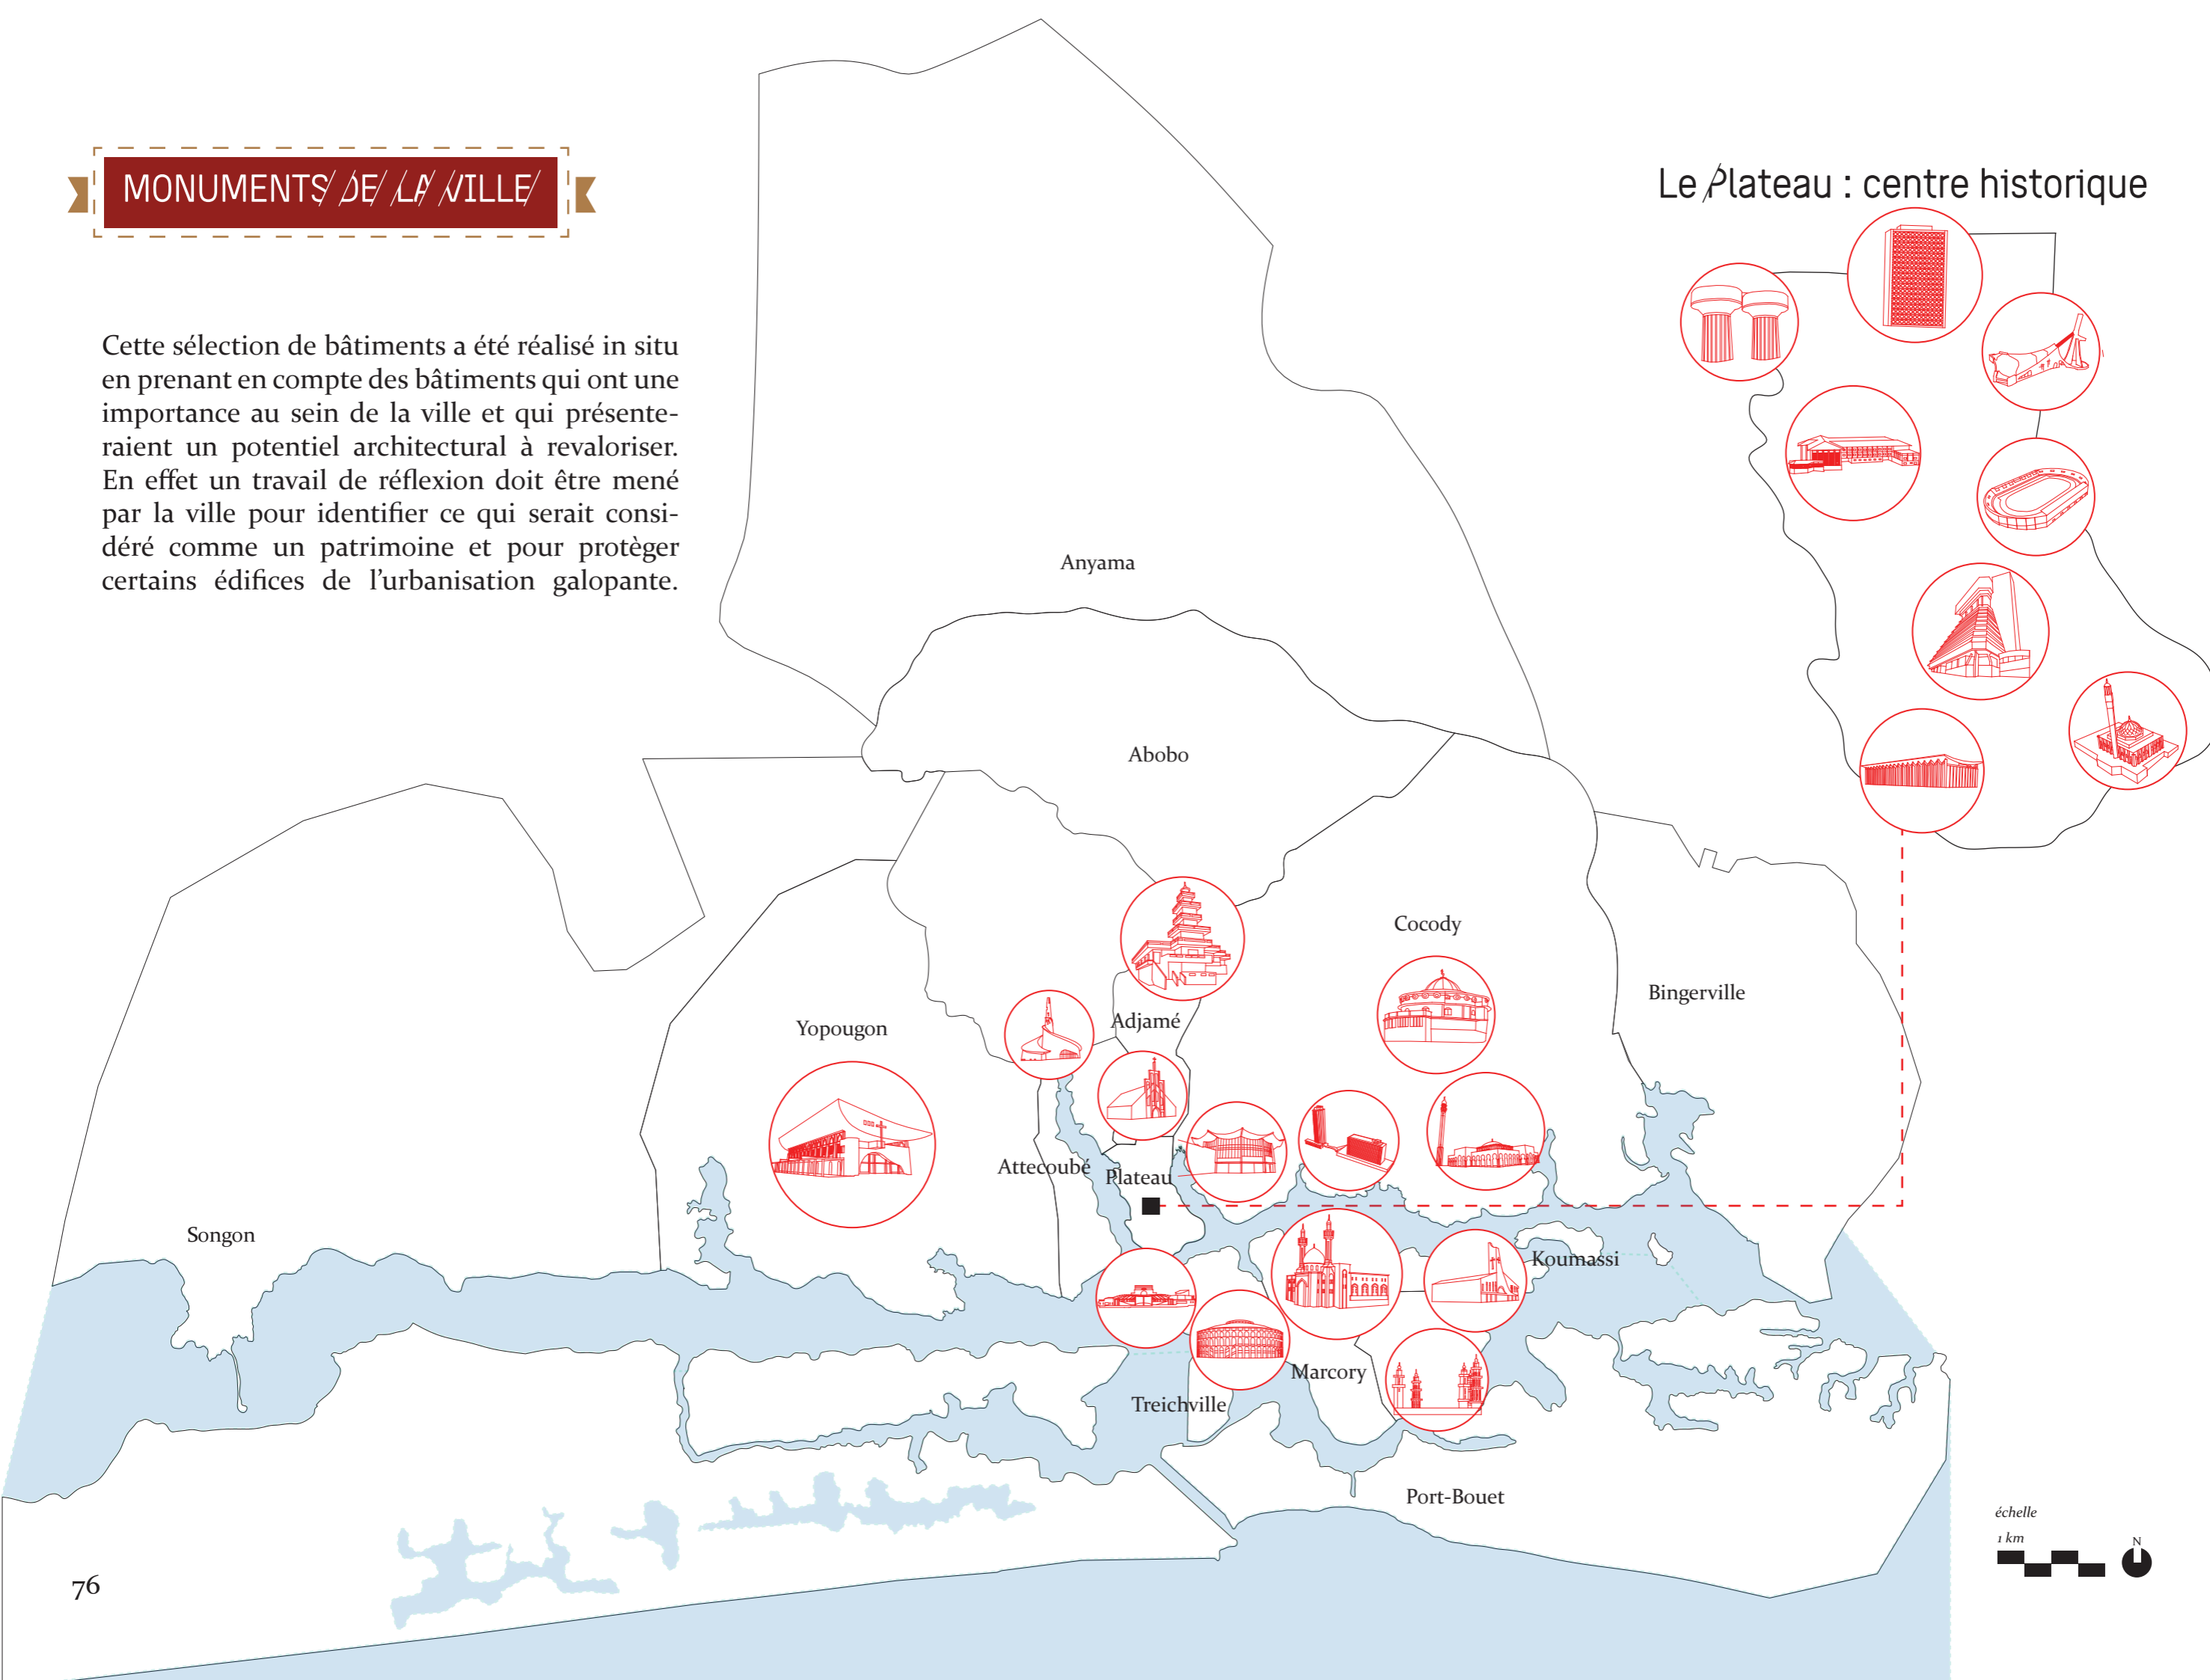 MONUMENTS DE LA VILLE
Le Plateau : centre historique
Cette sélection de bâtiments a été réalisé in situ
en prenant en compte des bâtiments qui ont une
importance au sein de la ville et qui présente-
raient un potentiel architectural à revaloriser.
En effet un travail de réflexion doit être mené
par la ville pour identifier ce qui serait consi-
déré comme un patrimoine et pour protèger
certains édifices de l'urbanisation galopante.
Anyama
Abobo
Cocody
Bingerville
Adjamé
Yopougon
Attecoubé
Plateau
Songon
Koumassi
Marcory
Treichville
Port-Bouet
échelle
1 km
N
76